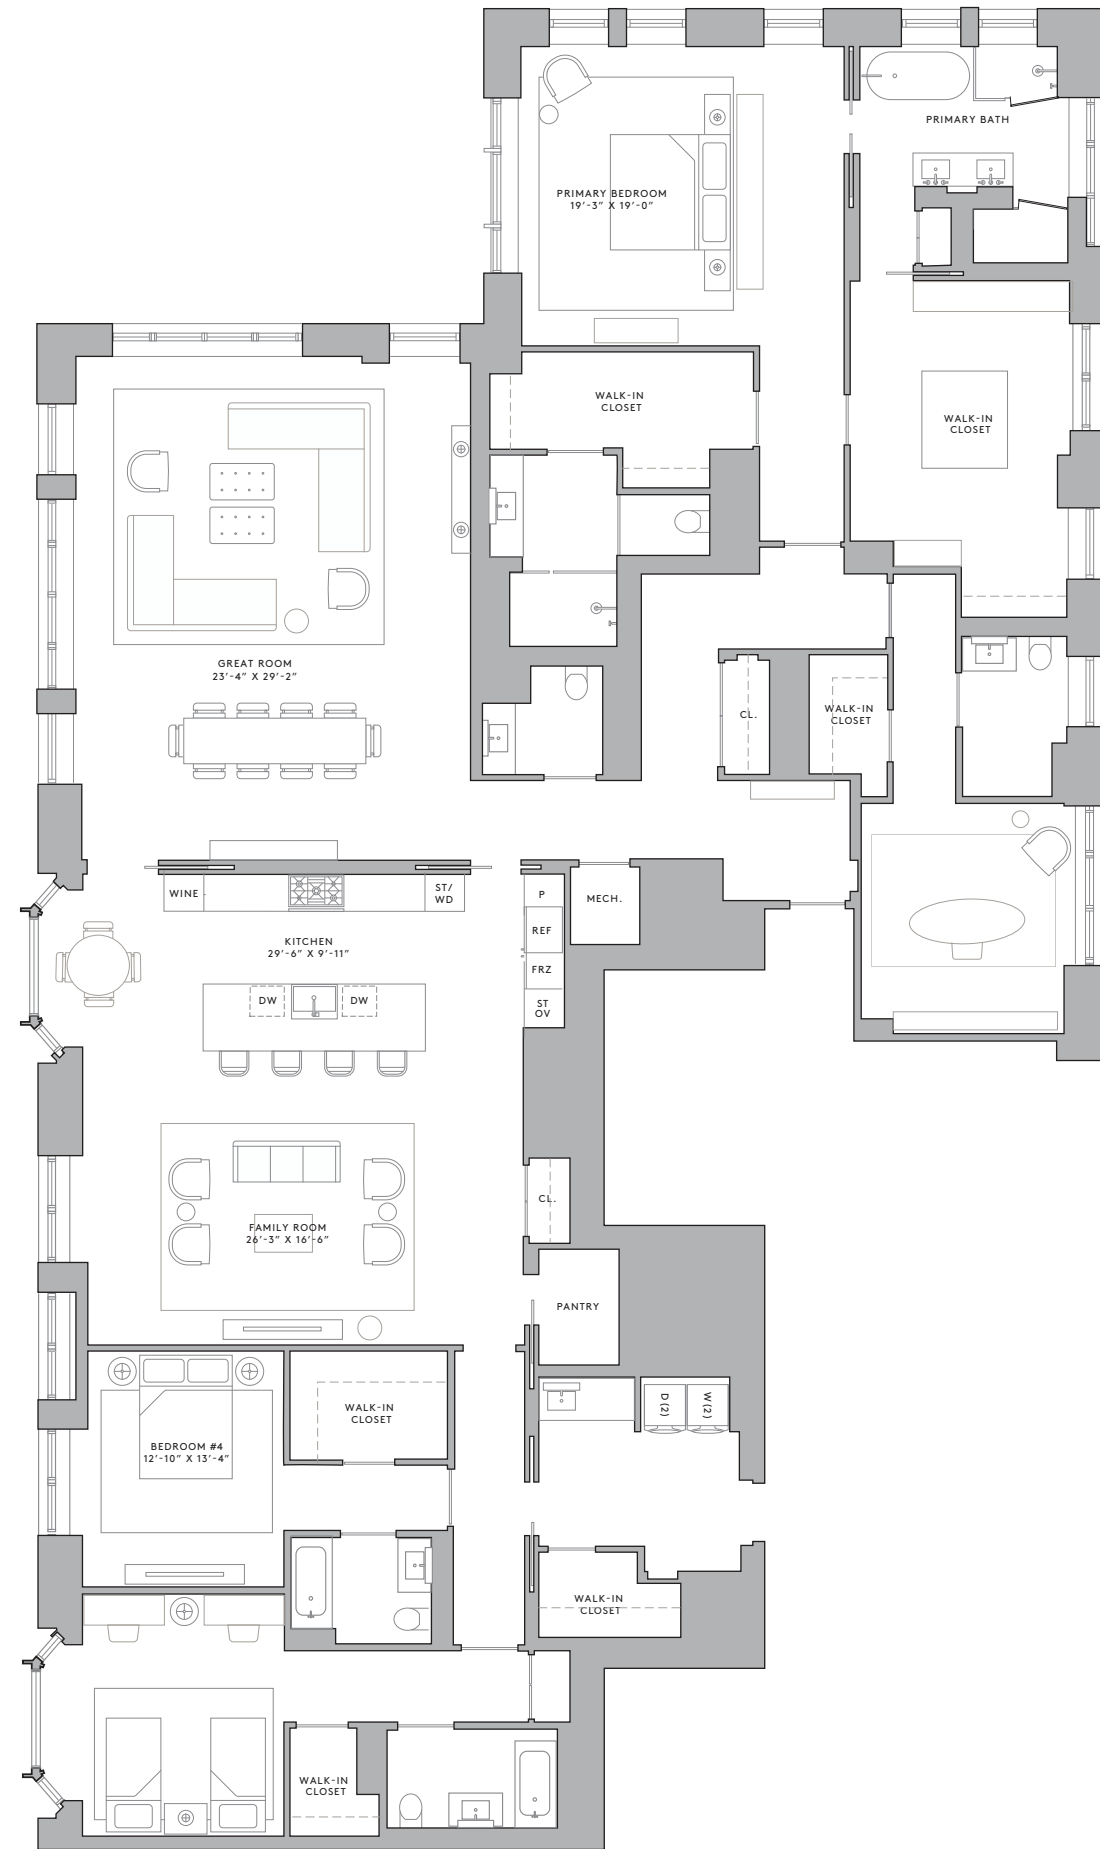 PRIMARY BATH
PRIMARY BEDROOM
19'-3" X 19'-0"
WALK-IN
CLOSET
WALK-IN
CLOSET
GREAT ROOM
23'-4" X 29'-2"
CL.
WALK-IN
CLOSET
WINE
ST/
WD
P
MECH.
REF
KITCHEN
29'-6" X 9'-11"
FRZ
DW
DW
ST
OV
CL.
FAMILY ROOM
26'-3" X 16'-6"
PANTRY
WALK-IN
CLOSET
D (2)
W (2)
BEDROOM #4
12'-10" X 13'-4"
WALK-IN
CLOSET
WALK-IN
CLOSET